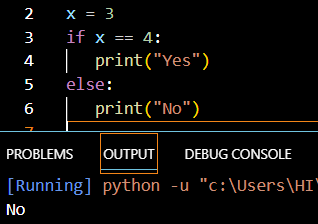 2 x = 3
3 if x == 4:
4     print("Yes")
5 else:
6     print("No")
7
PROBLEMS OUTPUT DEBUG CONSOLE
[Running] python -u "c:\Users\HI\
No